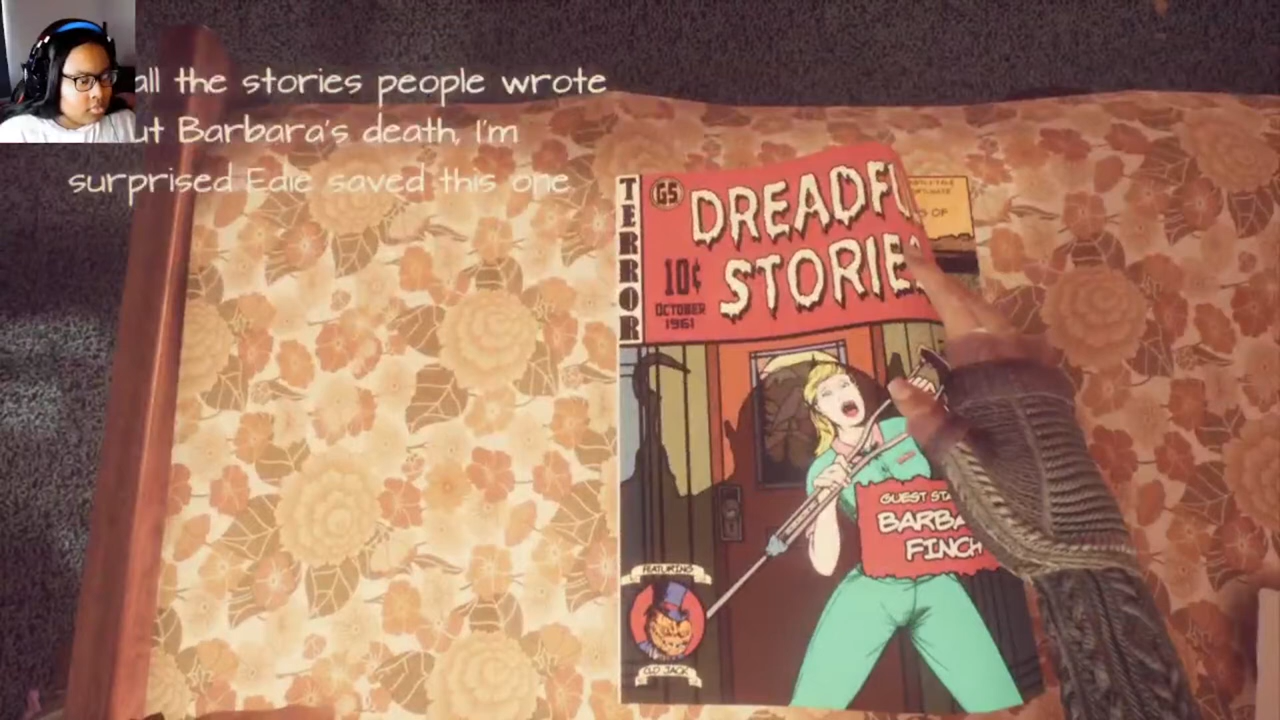 all the stories people wrote
ut Barbara's death, I'm
surprised Edie saved this one
TERROR
GS
DREADFU
STORIE
10¢
OCTOBER
1961
OF
GUEST STA
BARBA
FINCH
FEATURING
OLD JACK